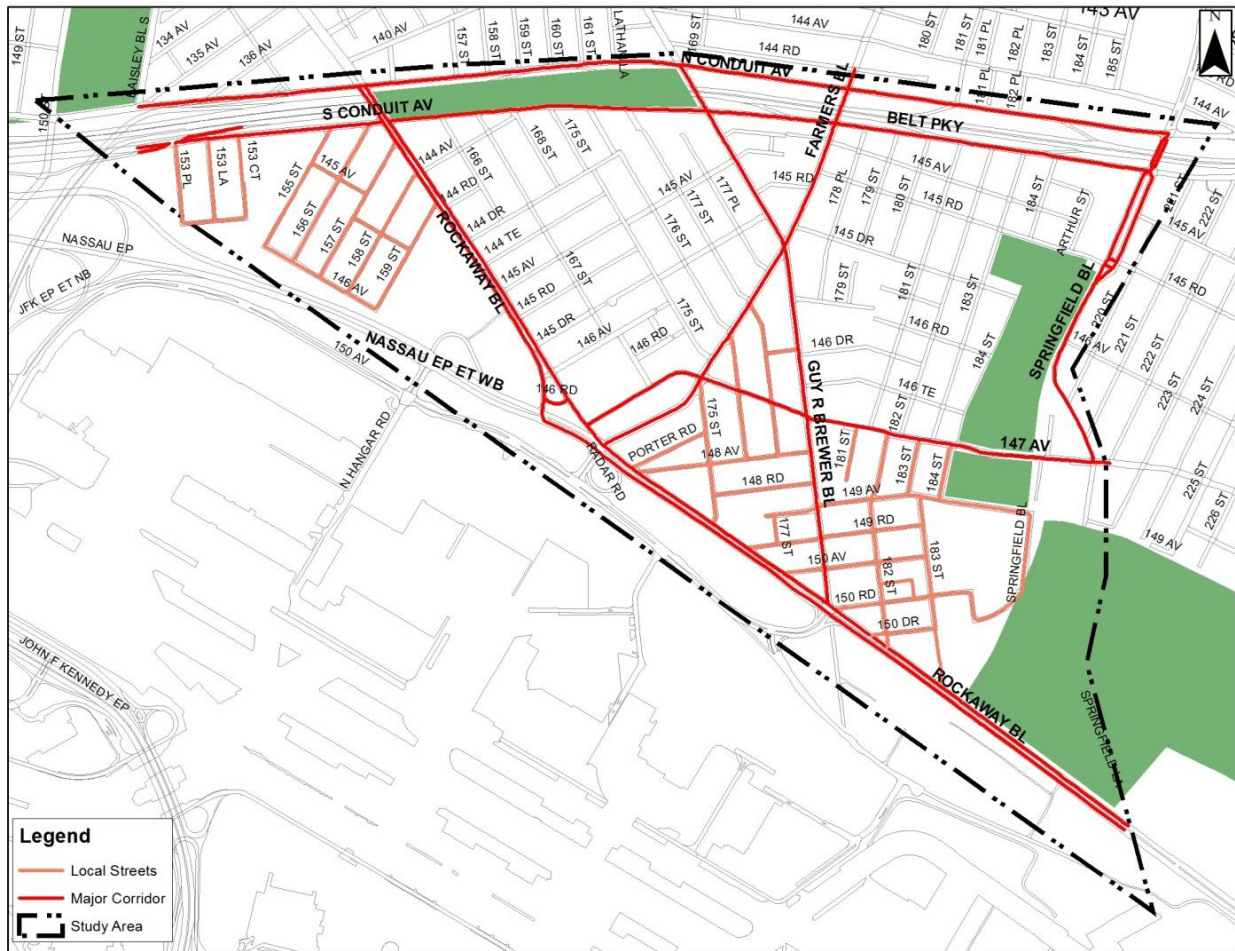 143 AV
N
149 ST
134 AV
135 AV
136 AV
140 AV
157 ST
158 ST
159 ST
160 ST
161 ST
LATHAM LA
169 ST
144 AV
144 RD
180 ST
181 ST
181 PL
182 PL
183 ST
184 ST
185 ST
181 PL
182 PL
144 AV
N CONDUIT AV
S CONDUIT AV
FARMERS BL
BELT PKY
153 PL
153 LA
153 CT
155 ST
145 AV
156 ST
157 ST
158 ST
159 ST
146 AV
144 AV
166 ST
168 ST
175 ST
144 RD
144 DR
144 TE
145 AV
145 RD
145 DR
146 AV
146 RD
167 ST
145 AV
176 ST
177 ST
177 PL
175 ST
145 RD
178 PL
179 ST
180 ST
145 AV
145 RD
184 ST
ARTHUR ST
221 ST
222 ST
145 AV
145 RD
145 DR
179 ST
181 ST
183 ST
146 RD
184 ST
SPRINGFIELD BL
220 ST
146 AV
221 ST
222 ST
223 ST
224 ST
NASSAU EP
JFK EP ET NB
ROCKAWAY BL
NASSAU EP ET WB
150 AV
146 RD
146 DR
146 TE
GUY R BREWER BL
182 ST
147 AV
N HANGAR RD
RADAR RD
PORTER RD
175 ST
148 AV
148 RD
181 ST
183 ST
184 ST
149 AV
149 RD
177 ST
150 AV
182 ST
183 ST
150 RD
150 DR
SPRINGFIELD BL
225 ST
226 ST
149 AV
JOHN F KENNEDY EP
ROCKAWAY BL
SPRINGFIELD LA
Legend
Local Streets
Major Corridor
Study Area